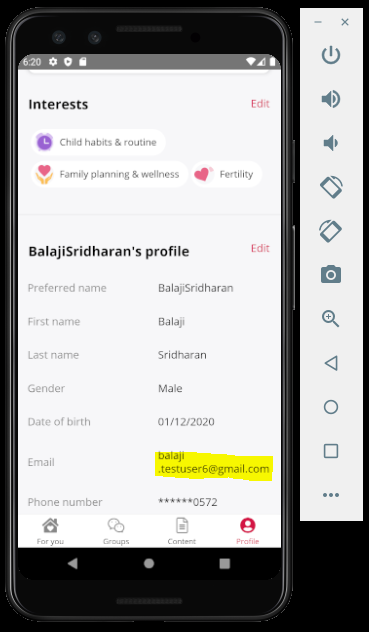 6:20
Interests
Edit
Child habits & routine
Family planning & wellness
Fertility
BalajiSridharan's profile
Edit
Preferred name BalajiSridharan
First name Balaji
Last name Sridharan
Gender Male
Date of birth 01/12/2020
Email balaji
.testuser6@gmail.com
Phone number ******0572
For you Groups Content Profile